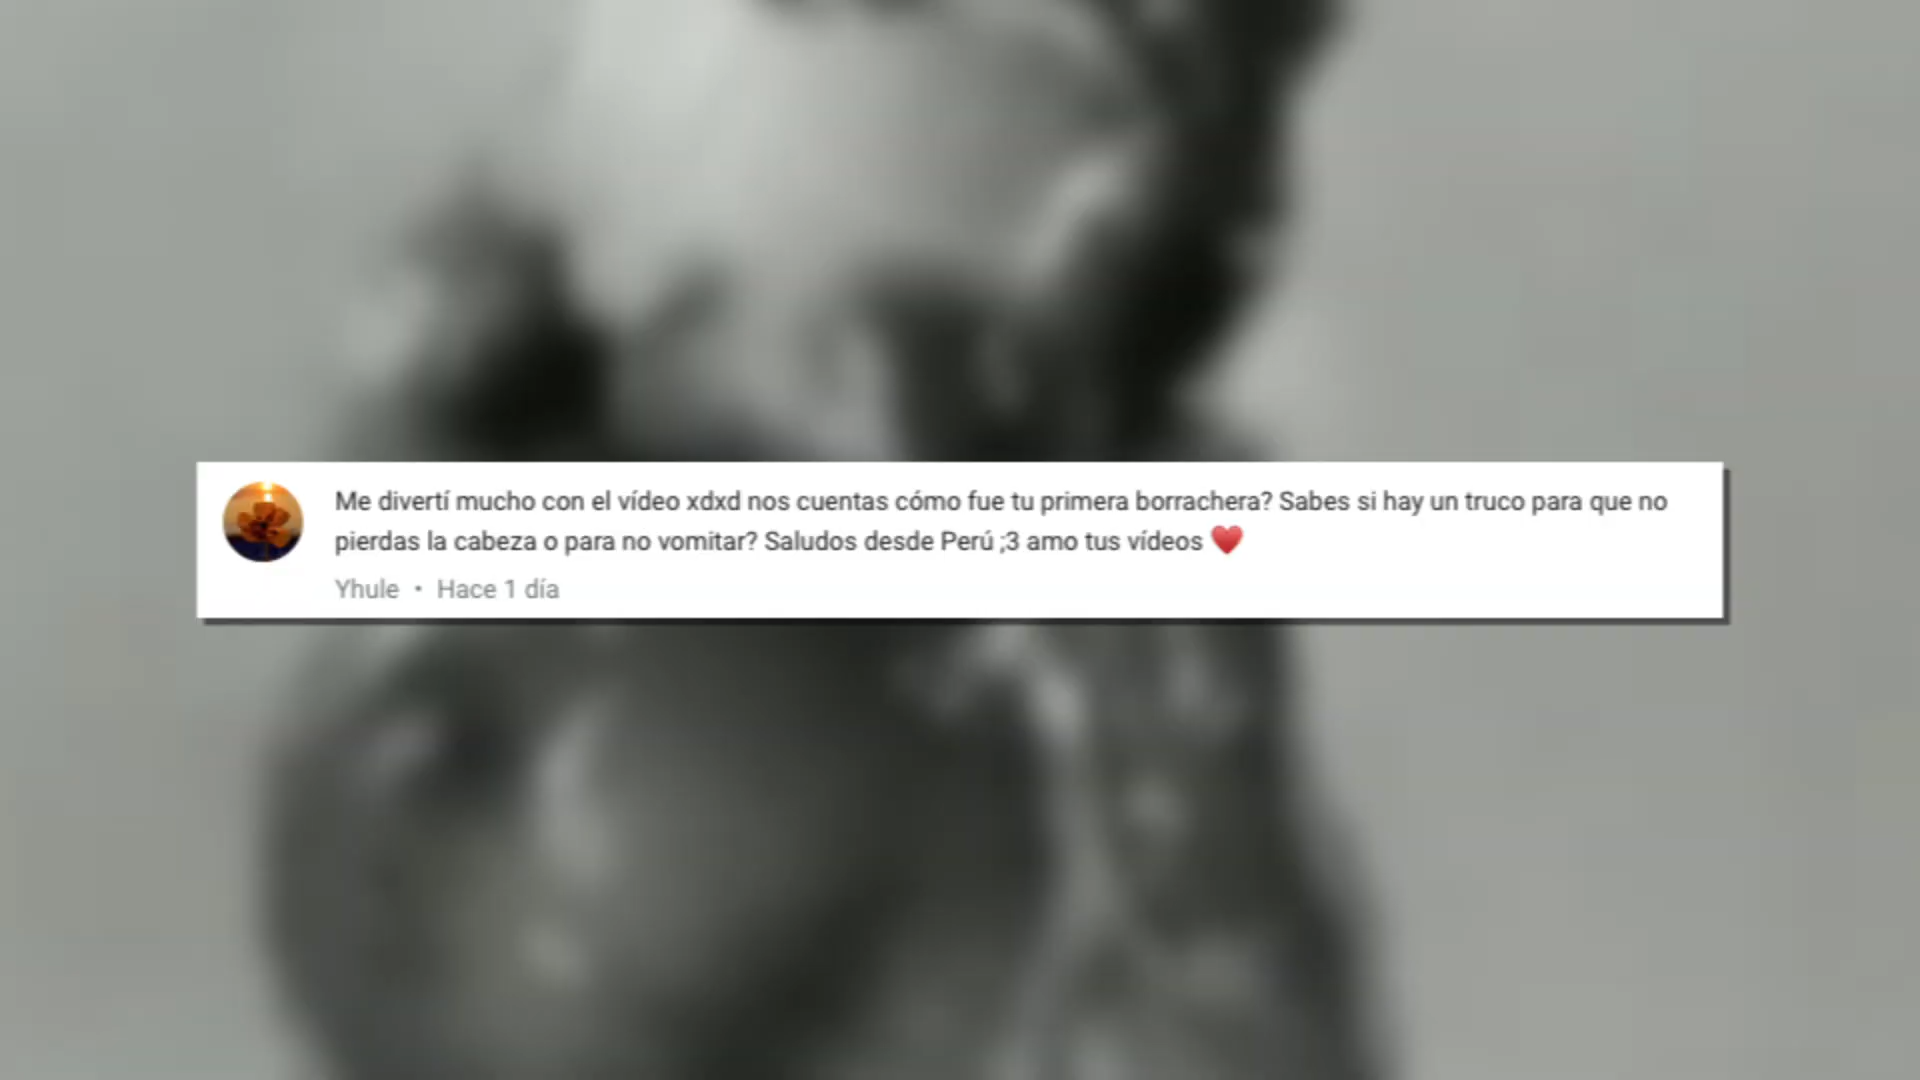 Me divertí mucho con el vídeo xdxd nos cuentas cómo fue tu primera borrachera? Sabes si hay un truco para que no
pierdas la cabeza o para no vomitar? Saludos desde Perú ;3 amo tus vídeos ♥️
Yhule • Hace 1 día